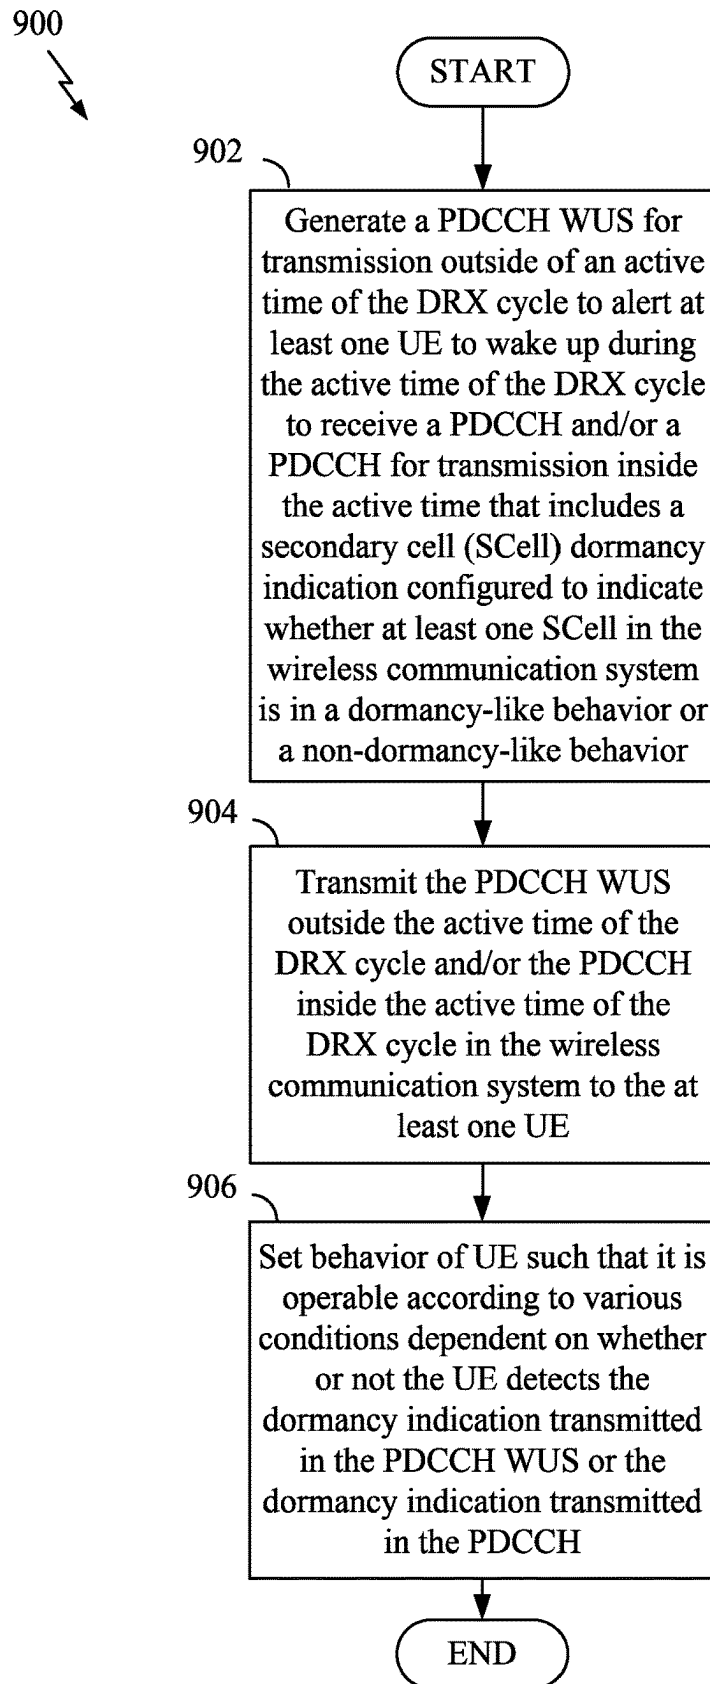 900
START
902
Generate a PDCCH WUS for
transmission outside of an active
time of the DRX cycle to alert at
least one UE to wake up during
the active time of the DRX cycle
to receive a PDCCH and/or a
PDCCH for transmission inside
the active time that includes a
secondary cell (SCell) dormancy
indication configured to indicate
whether at least one SCell in the
wireless communication system
is in a dormancy-like behavior or
a non-dormancy-like behavior
904
Transmit the PDCCH WUS
outside the active time of the
DRX cycle and/or the PDCCH
inside the active time of the
DRX cycle in the wireless
communication system to the at
least one UE
906
Set behavior of UE such that it is
operable according to various
conditions dependent on whether
or not the UE detects the
dormancy indication transmitted
in the PDCCH WUS or the
dormancy indication transmitted
in the PDCCH
END